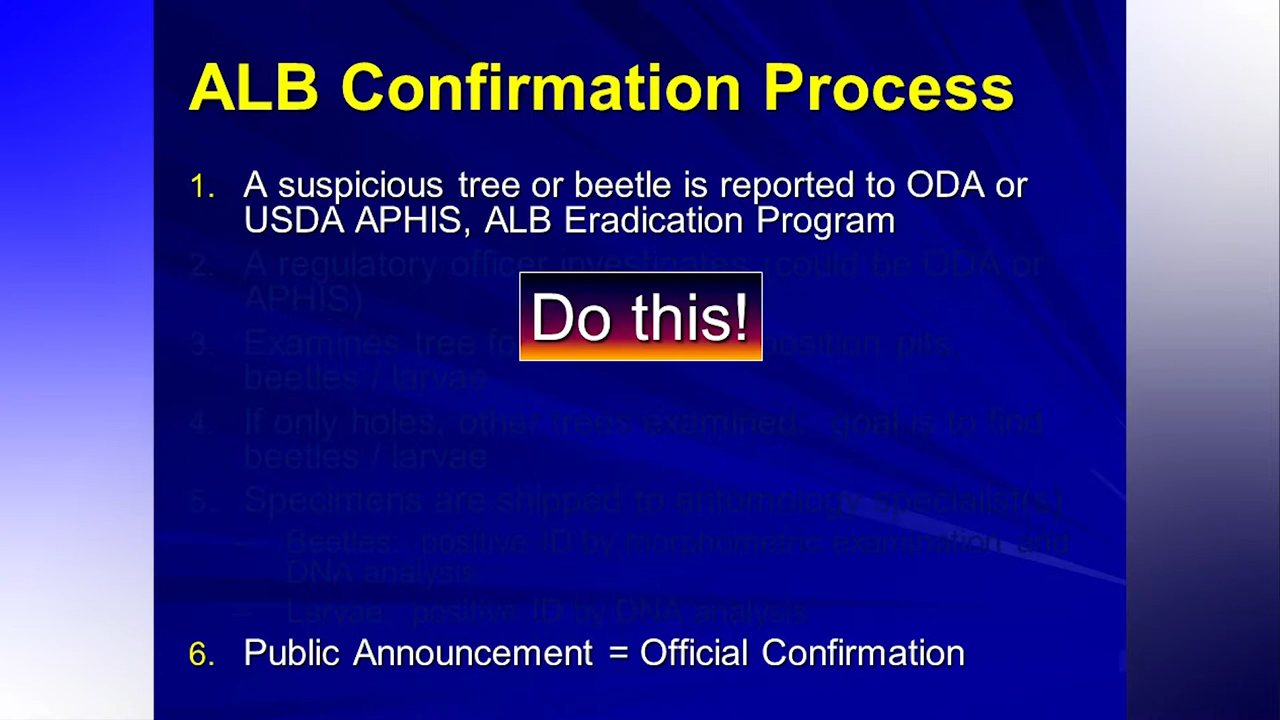 ALB Confirmation Process
1. A suspicious tree or beetle is reported to ODA or
USDA APHIS, ALB Eradication Program
2. A regulatory officer investigates (could be ODA or
APHIS)
Do this!
3. Examines tree position pits,
beetles / larvae
4. If only holes, other trees examined: goal is to find
beetles / larvae
5. Specimens are shipped to entomology specialist(s)
– Beetles: positive ID by morphometric examination and
DNA analysis
– Larvae: positive ID by DNA analysis
6. Public Announcement = Official Confirmation